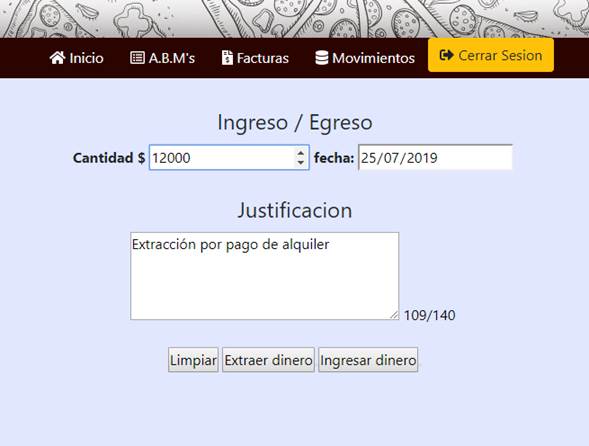 Inicio A.B.M's Facturas Movimientos Cerrar Sesion
Ingreso / Egreso
Cantidad $ 12000 fecha: 25/07/2019
Justificacion
Extracción por pago de alquiler
109/140
Limpiar Extraer dinero Ingresar dinero